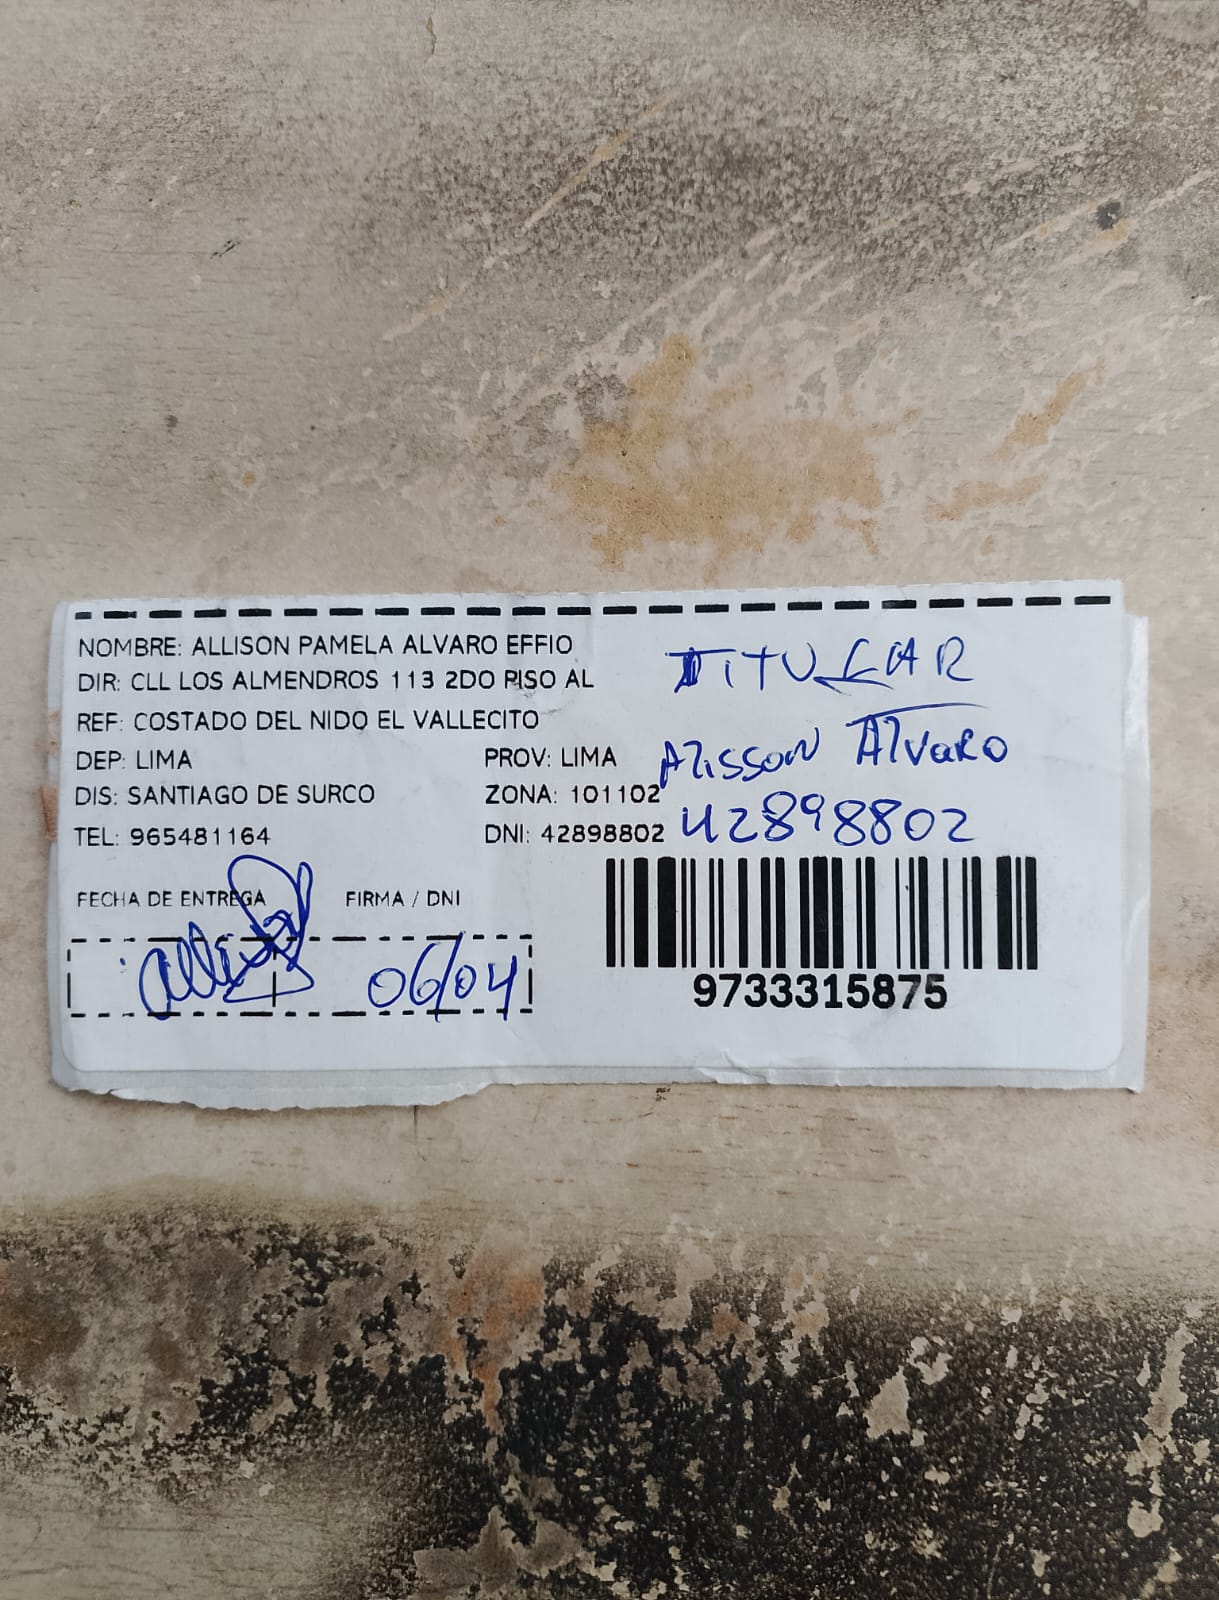 NOMBRE: ALLISON PAMELA ALVARO EFFIO
DIR: CLL LOS ALMENDROS 113 2DO PISO AL
REF: COSTADO DEL NIDO EL VALLECITO
DEP: LIMA PROV: LIMA
DIS: SANTIAGO DE SURCO ZONA: 101102
TEL: 965481164 DNI: 42898802
TITULAR
Alisson Alvaro
42898802
FECHA DE ENTREGA FIRMA / DNI
06/04
9733315875